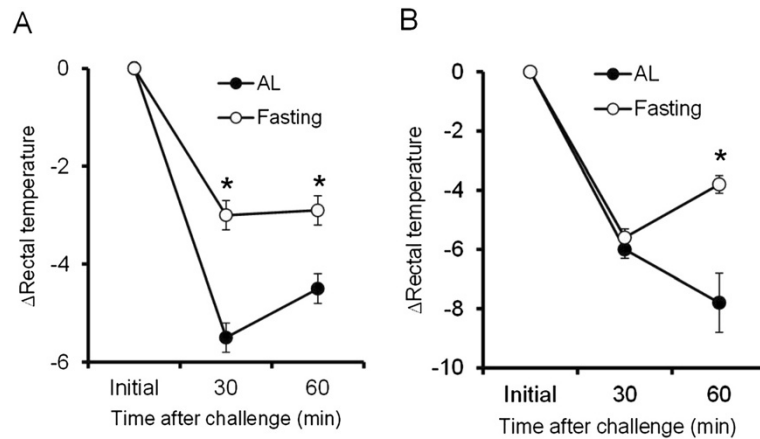 A
0
-2
-4
-6
ΔRectal temperature
AL
Fasting
*
*
Initial 30 60
Time after challenge (min)
B
0
-2
-4
-6
-8
-10
ΔRectal temperature
AL
Fasting
*
Initial 30 60
Time after challenge (min)